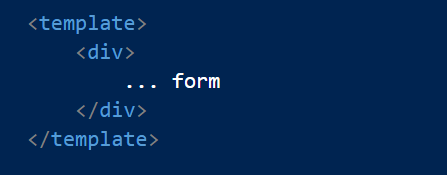 <template>
<div>
... form
</div>
</template>